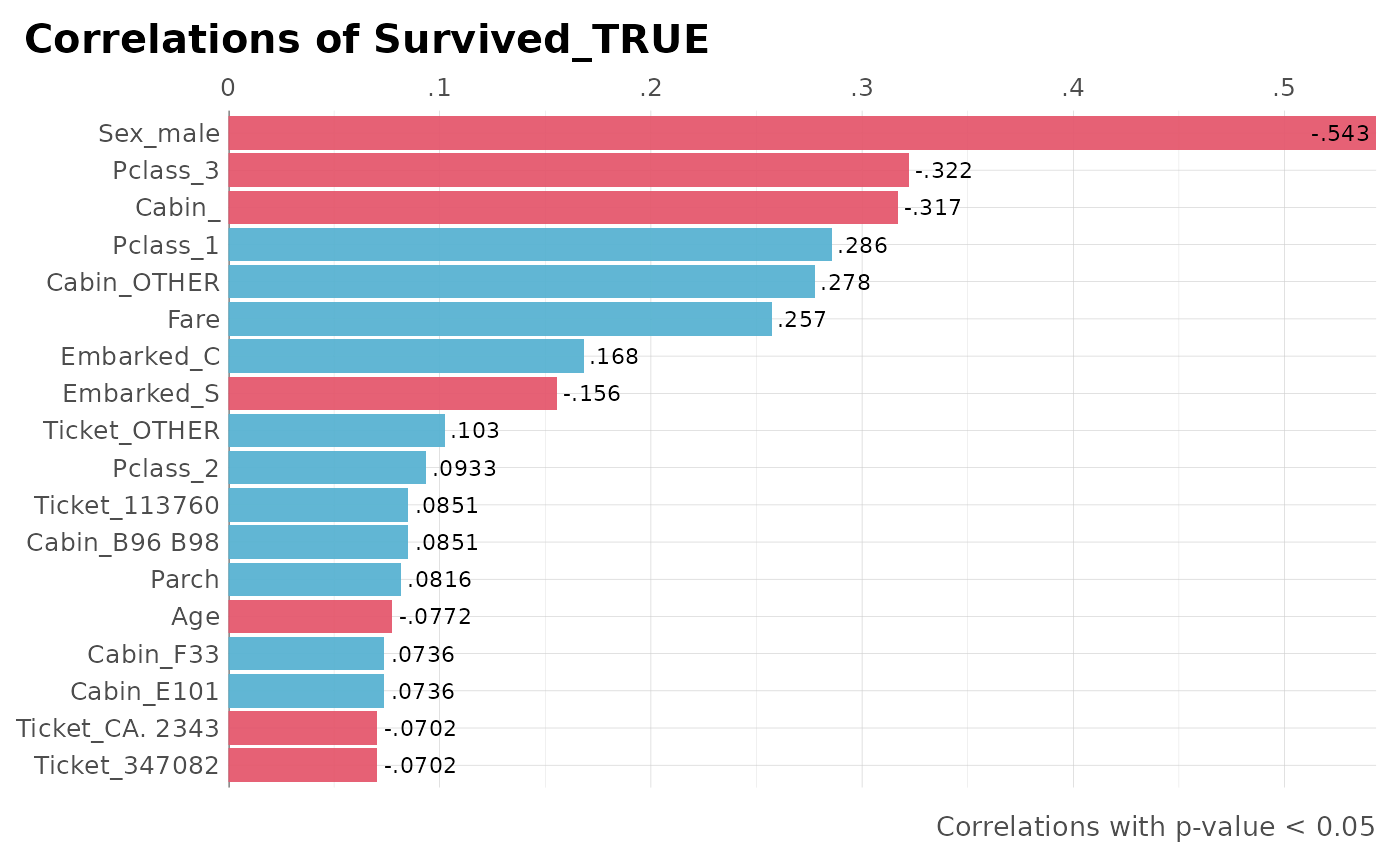 Correlations of Survived_TRUE
0 .1 .2 .3 .4 .5
Sex_male -.543
Pclass_3 -.322
Cabin_ -.317
Pclass_1 .286
Cabin_OTHER .278
Fare .257
Embarked_C .168
Embarked_S -.156
Ticket_OTHER .103
Pclass_2 .0933
Ticket_113760 .0851
Cabin_B96 B98 .0851
Parch .0816
Age -.0772
Cabin_F33 .0736
Cabin_E101 .0736
Ticket_CA. 2343 -.0702
Ticket_347082 -.0702
Correlations with p-value < 0.05